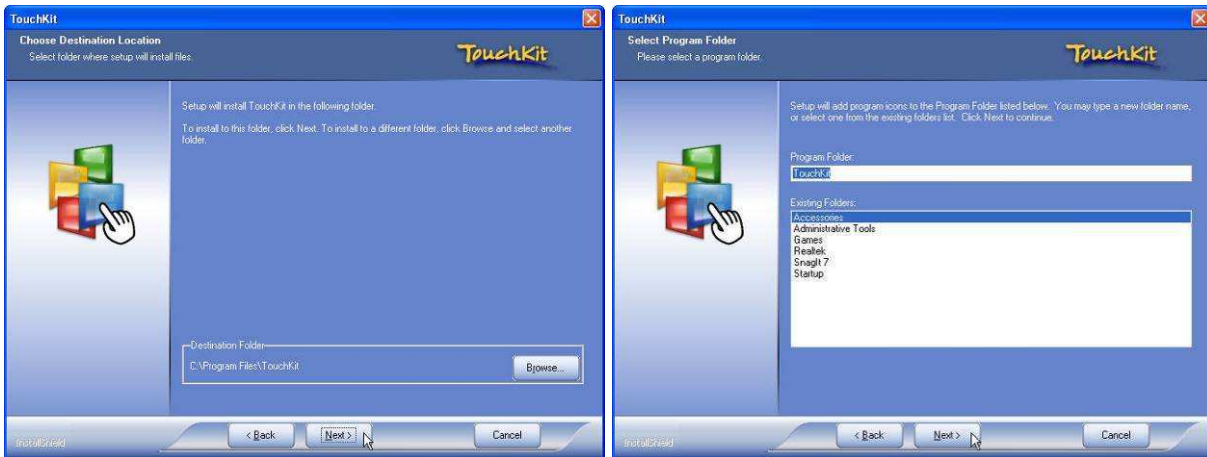 TouchKit
Choose Destination Location
Select folder where setup will install files.
TouchKit
Setup will install TouchKit in the following folder.
To install to this folder, click Next. To install to a different folder, click Browse and select another
folder.
Destination Folder
C:\Program Files\TouchKit
Browse...
InstallShield
< Back
Next >
Cancel
TouchKit
Select Program Folder
Please select a program folder.
TouchKit
Setup will add program icons to the Program Folder listed below. You may type a new folder name,
or select one from the existing folders list. Click Next to continue.
Program Folder:
TouchKit
Existing Folders:
Accessories
Administrative Tools
Games
Realtek
SnagIt 7
Startup
InstallShield
< Back
Next >
Cancel